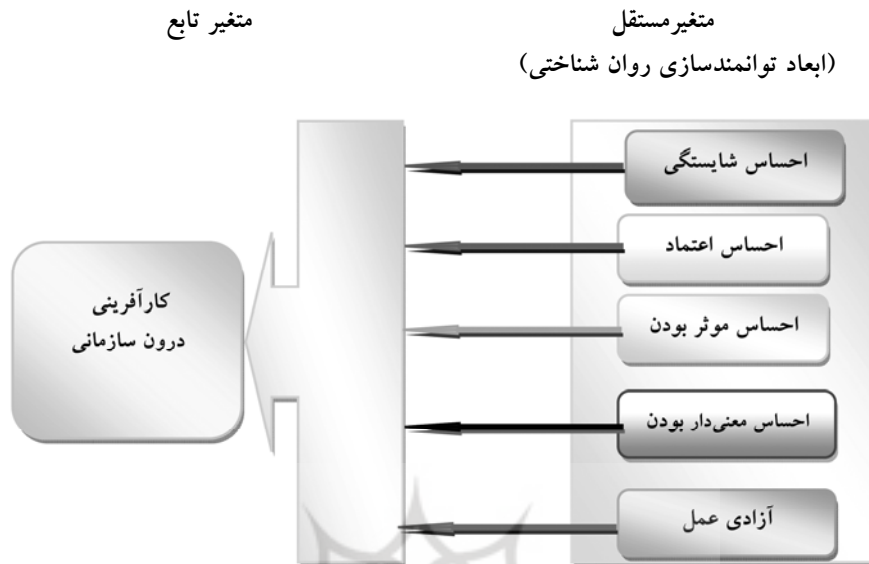 متغیرمستقل
(ابعاد توانمندسازی روان شناختی)
متغیر تابع
احساس شایستگی
احساس اعتماد
احساس موثر بودن
احساس معنی‌دار بودن
آزادی عمل
کارآفرینی
درون سازمانی